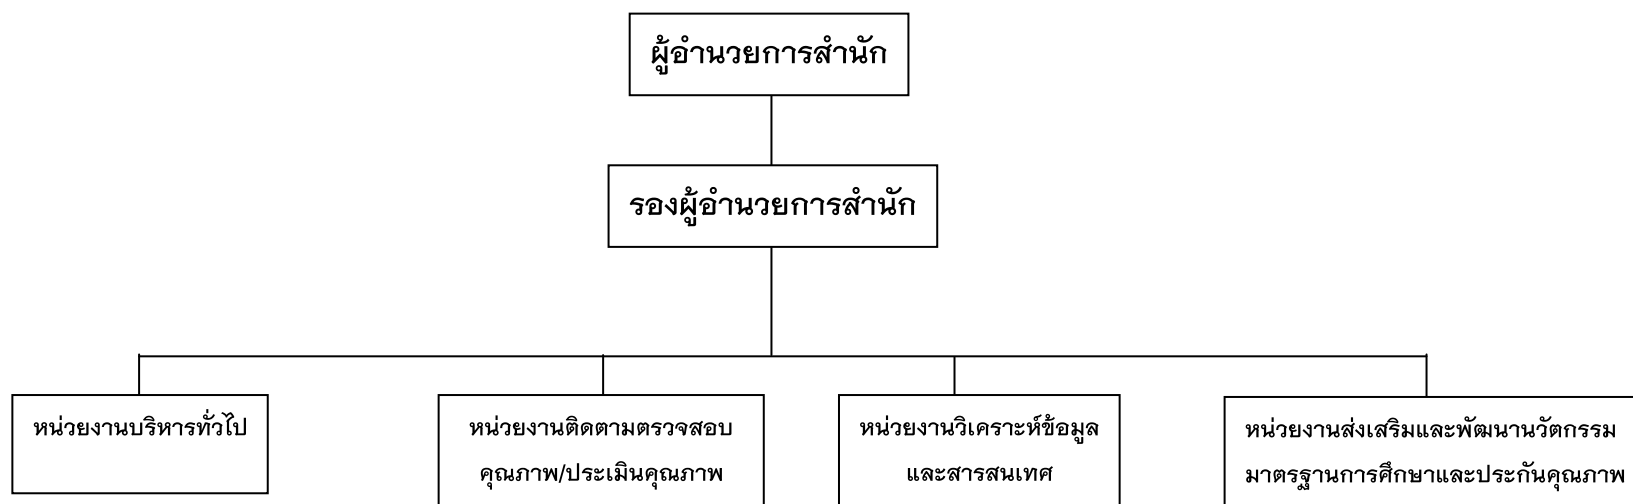 ผู้อำนวยการสำนัก
รองผู้อำนวยการสำนัก
หน่วยงานบริหารทั่วไป
หน่วยงานติดตามตรวจสอบ
คุณภาพ/ประเมินคุณภาพ
หน่วยงานวิเคราะห์ข้อมูล
และสารสนเทศ
หน่วยงานส่งเสริมและพัฒนานวัตกรรม
มาตรฐานการศึกษาและประกันคุณภาพ